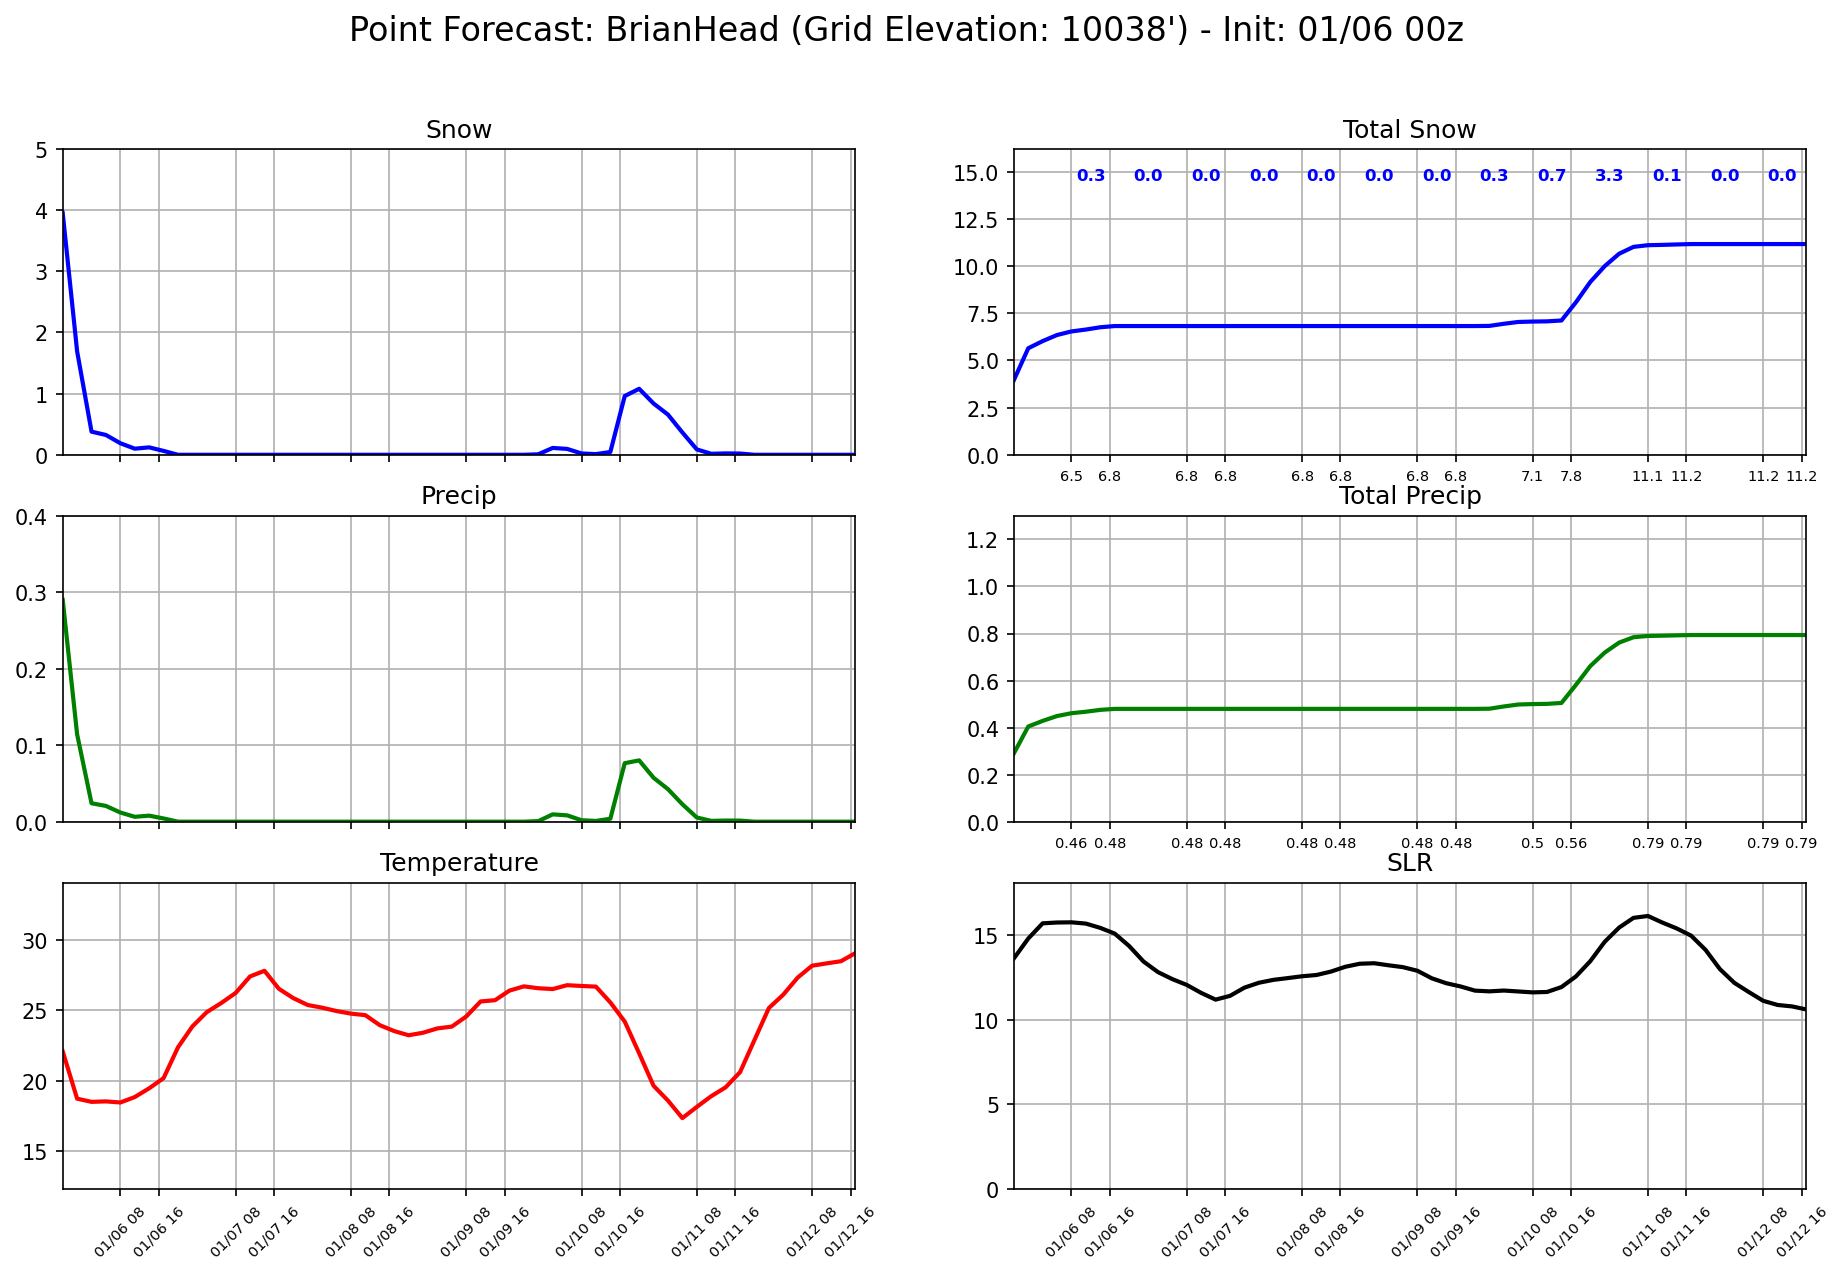 Point Forecast: BrianHead (Grid Elevation: 10038') - Init: 01/06 00z
Snow
5
4
3
2
1
0
Total Snow
15.0
12.5
10.0
7.5
5.0
2.5
0.0
0.3 0.0 0.0 0.0 0.0 0.0 0.0 0.3 0.7 3.3 0.1 0.0 0.0
6.5 6.8 6.8 6.8 6.8 6.8 6.8 6.8 7.1 7.8 11.1 11.2 11.2 11.2
Precip
0.4
0.3
0.2
0.1
0.0
Total Precip
1.2
1.0
0.8
0.6
0.4
0.2
0.0
0.46 0.48 0.48 0.48 0.48 0.48 0.48 0.48 0.5 0.56 0.79 0.79 0.79 0.79
Temperature
30
25
20
15
01/06 08 01/06 16 01/07 08 01/07 16 01/08 08 01/08 16 01/09 08 01/09 16 01/10 08 01/10 16 01/11 08 01/11 16 01/12 08 01/12 16
SLR
15
10
5
0
01/06 08 01/06 16 01/07 08 01/07 16 01/08 08 01/08 16 01/09 08 01/09 16 01/10 08 01/10 16 01/11 08 01/11 16 01/12 08 01/12 16